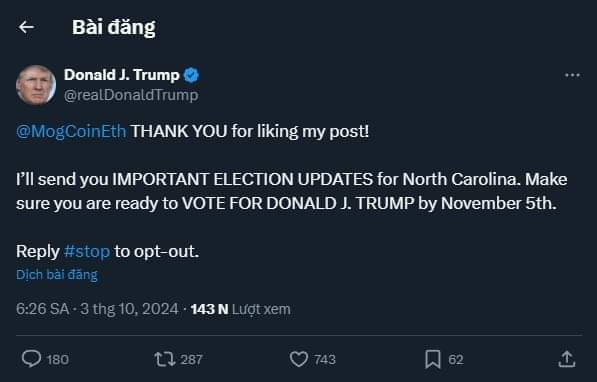 Bài đăng
Donald J. Trump
@realDonaldTrump
@MogCoinEth THANK YOU for liking my post!
I'll send you IMPORTANT ELECTION UPDATES for North Carolina. Make
sure you are ready to VOTE FOR DONALD J. TRUMP by November 5th.
Reply #stop to opt-out.
Dịch bài đăng
6:26 SA · 3 thg 10, 2024 · 143 N Lượt xem
180 287 743 62